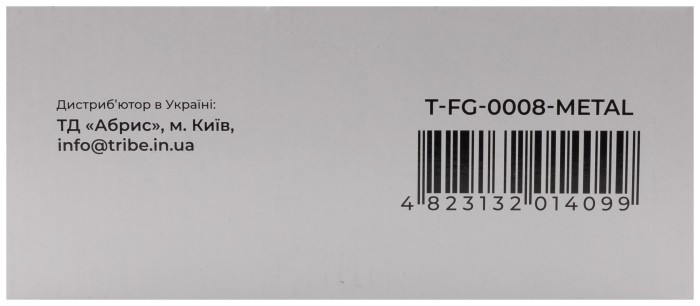 Дистриб'ютор в Україні:
ТД «Абрис», м. Київ,
info@tribe.in.ua
T-FG-0008-METAL
4 823132 014099